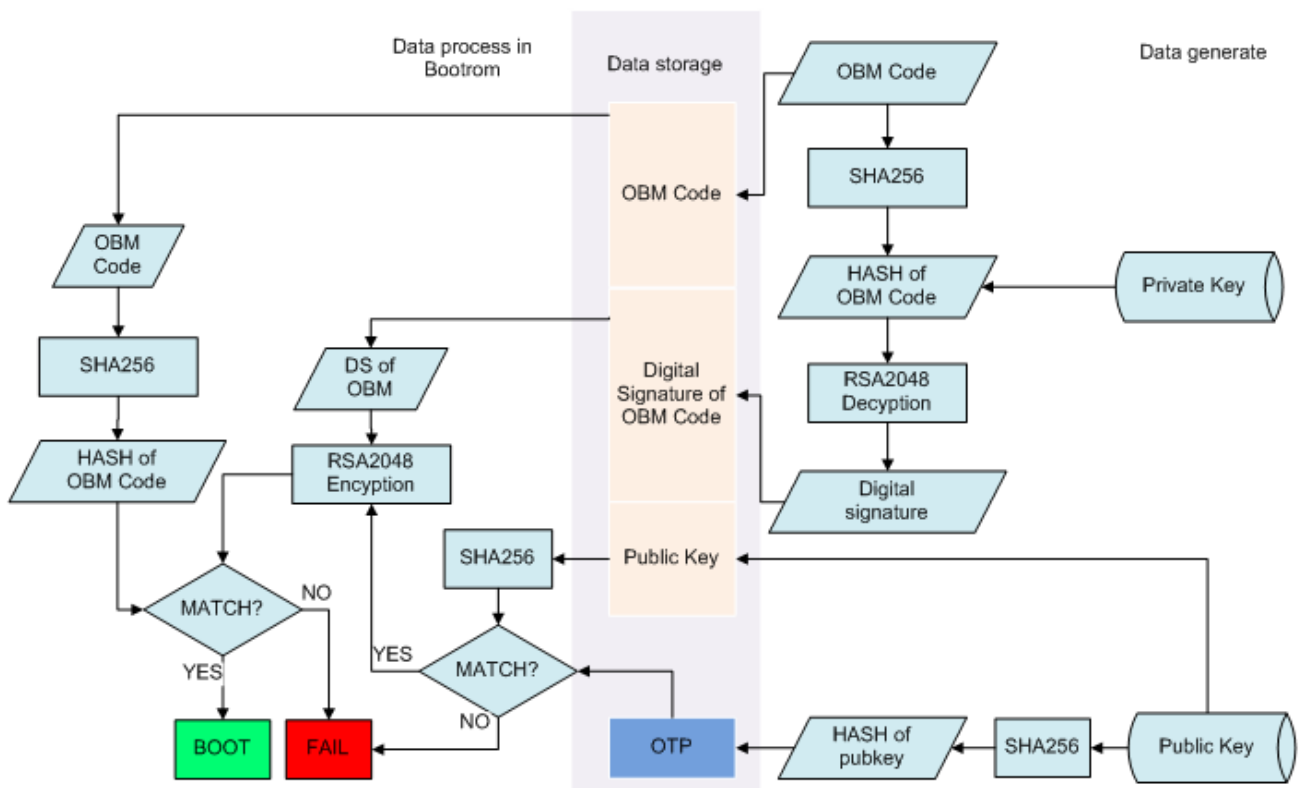 Data process in
Bootrom
Data storage
OBM Code
Data generate
SHA256
OBM Code
OBM
Code
HASH of
OBM Code
Private Key
SHA256
DS of
OBM
Digital
Signature of
OBM Code
RSA2048
Decyption
HASH of
OBM Code
RSA2048
Encyption
Digital
signature
SHA256
Public Key
MATCH?
NO
YES
MATCH?
YES
NO
BOOT
FAIL
OTP
HASH of
pubkey
SHA256
Public Key